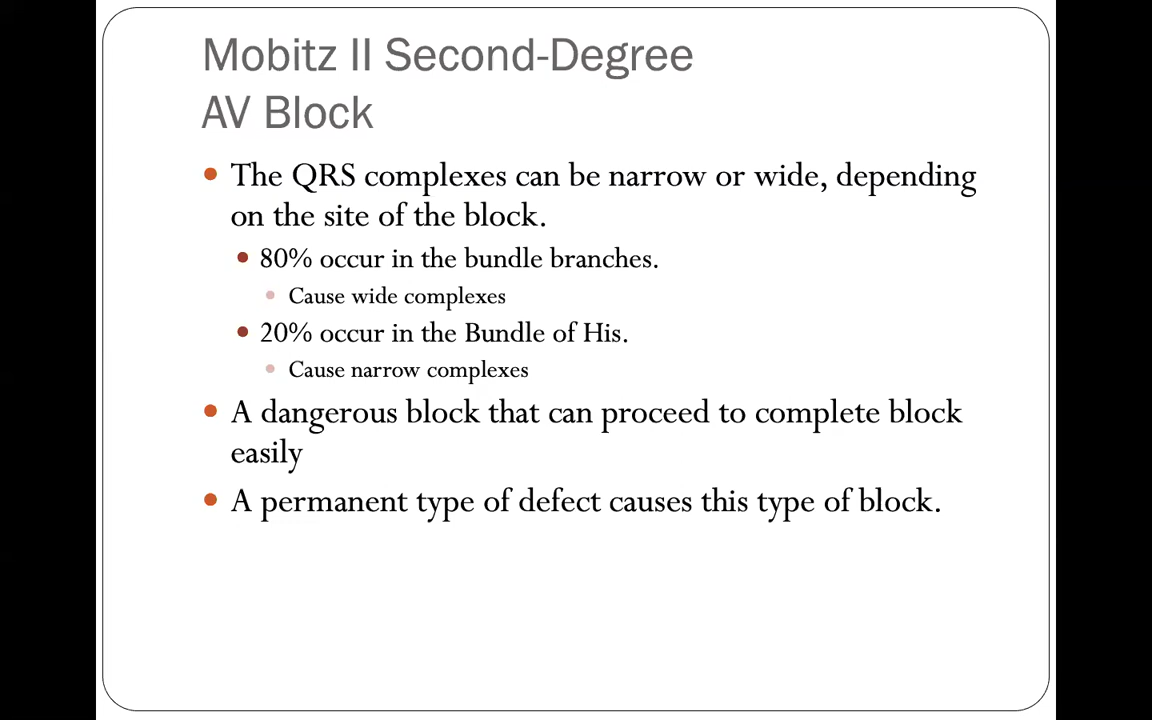 Mobitz II Second-Degree
AV Block
• The QRS complexes can be narrow or wide, depending
on the site of the block.
• 80% occur in the bundle branches.
• Cause wide complexes
• 20% occur in the Bundle of His.
• Cause narrow complexes
• A dangerous block that can proceed to complete block
easily
• A permanent type of defect causes this type of block.